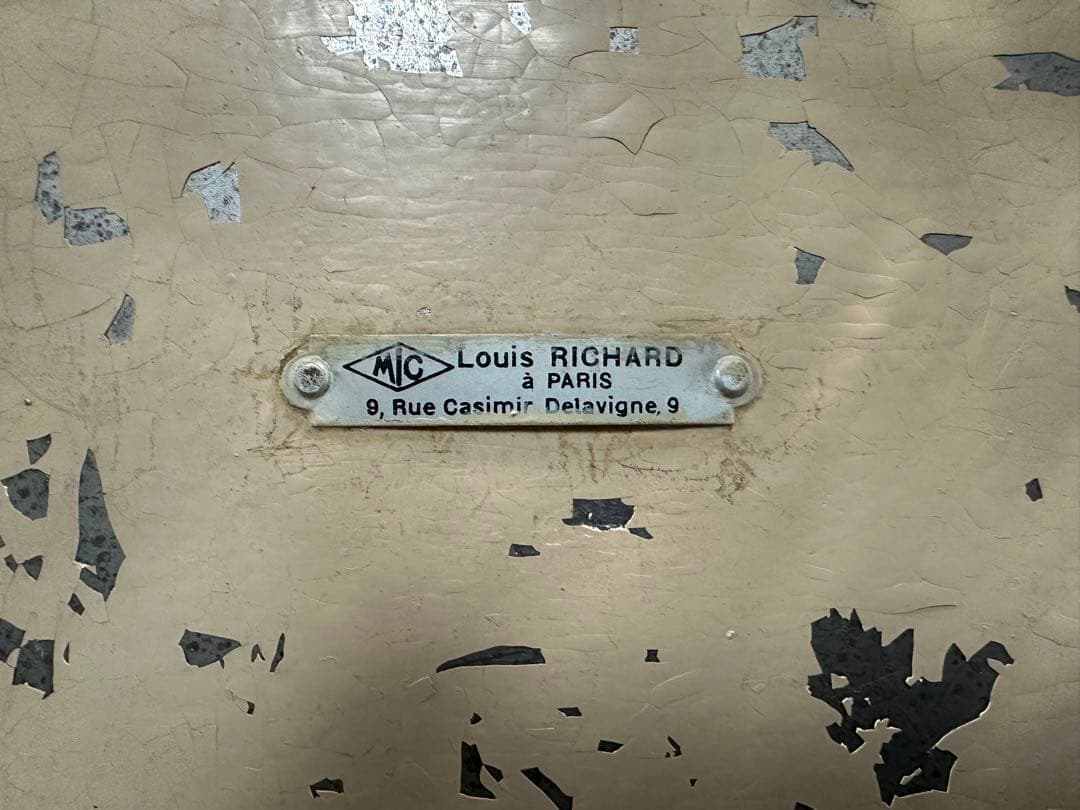 MIC Louis RICHARD
à PARIS
9, Rue Casimir Delavigne, 9